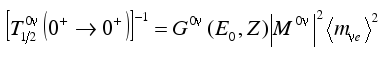 [T^{0ν}_{1/2}(0^+ → 0^+)]^{-1} = G^{0ν}(E_0, Z)|M^{0ν}|^2⟨m_{νe}⟩^2